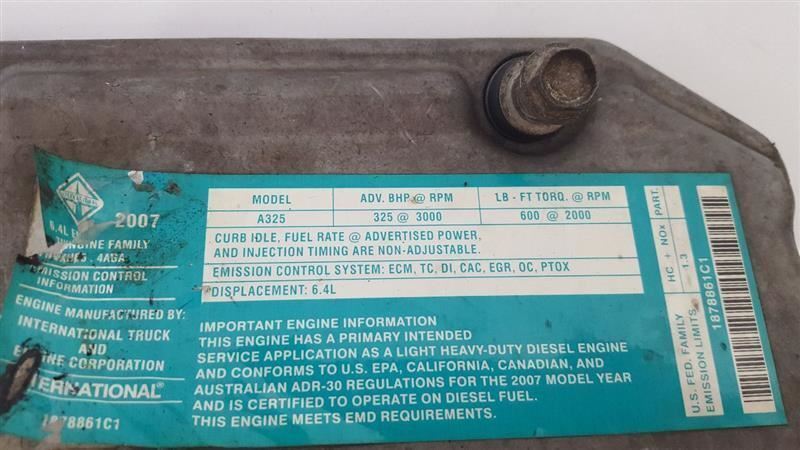 2007
6.4L
ENGINE FAMILY
EMISSION CONTROL
INFORMATION
ENGINE MANUFACTURED BY:
INTERNATIONAL TRUCK
AND
ENGINE CORPORATION
INTERNATIONAL®
1878861C1
MODEL ADV. BHP @ RPM LB - FT TORQ. @ RPM
A325 325 @ 3000 600 @ 2000
CURB IDLE, FUEL RATE @ ADVERTISED POWER,
AND INJECTION TIMING ARE NON-ADJUSTABLE.
EMISSION CONTROL SYSTEM: ECM, TC, DI, CAC, EGR, OC, PTOX
DISPLACEMENT: 6.4L
IMPORTANT ENGINE INFORMATION
THIS ENGINE HAS A PRIMARY INTENDED
SERVICE APPLICATION AS A LIGHT HEAVY-DUTY DIESEL ENGINE
AND CONFORMS TO U.S. EPA, CALIFORNIA, CANADIAN, AND
AUSTRALIAN ADR-30 REGULATIONS FOR THE 2007 MODEL YEAR
AND IS CERTIFIED TO OPERATE ON DIESEL FUEL.
THIS ENGINE MEETS EMD REQUIREMENTS.
HC + NOx PART.
U.S. FED. FAMILY 1.3
EMISSION LIMITS
1878861C1